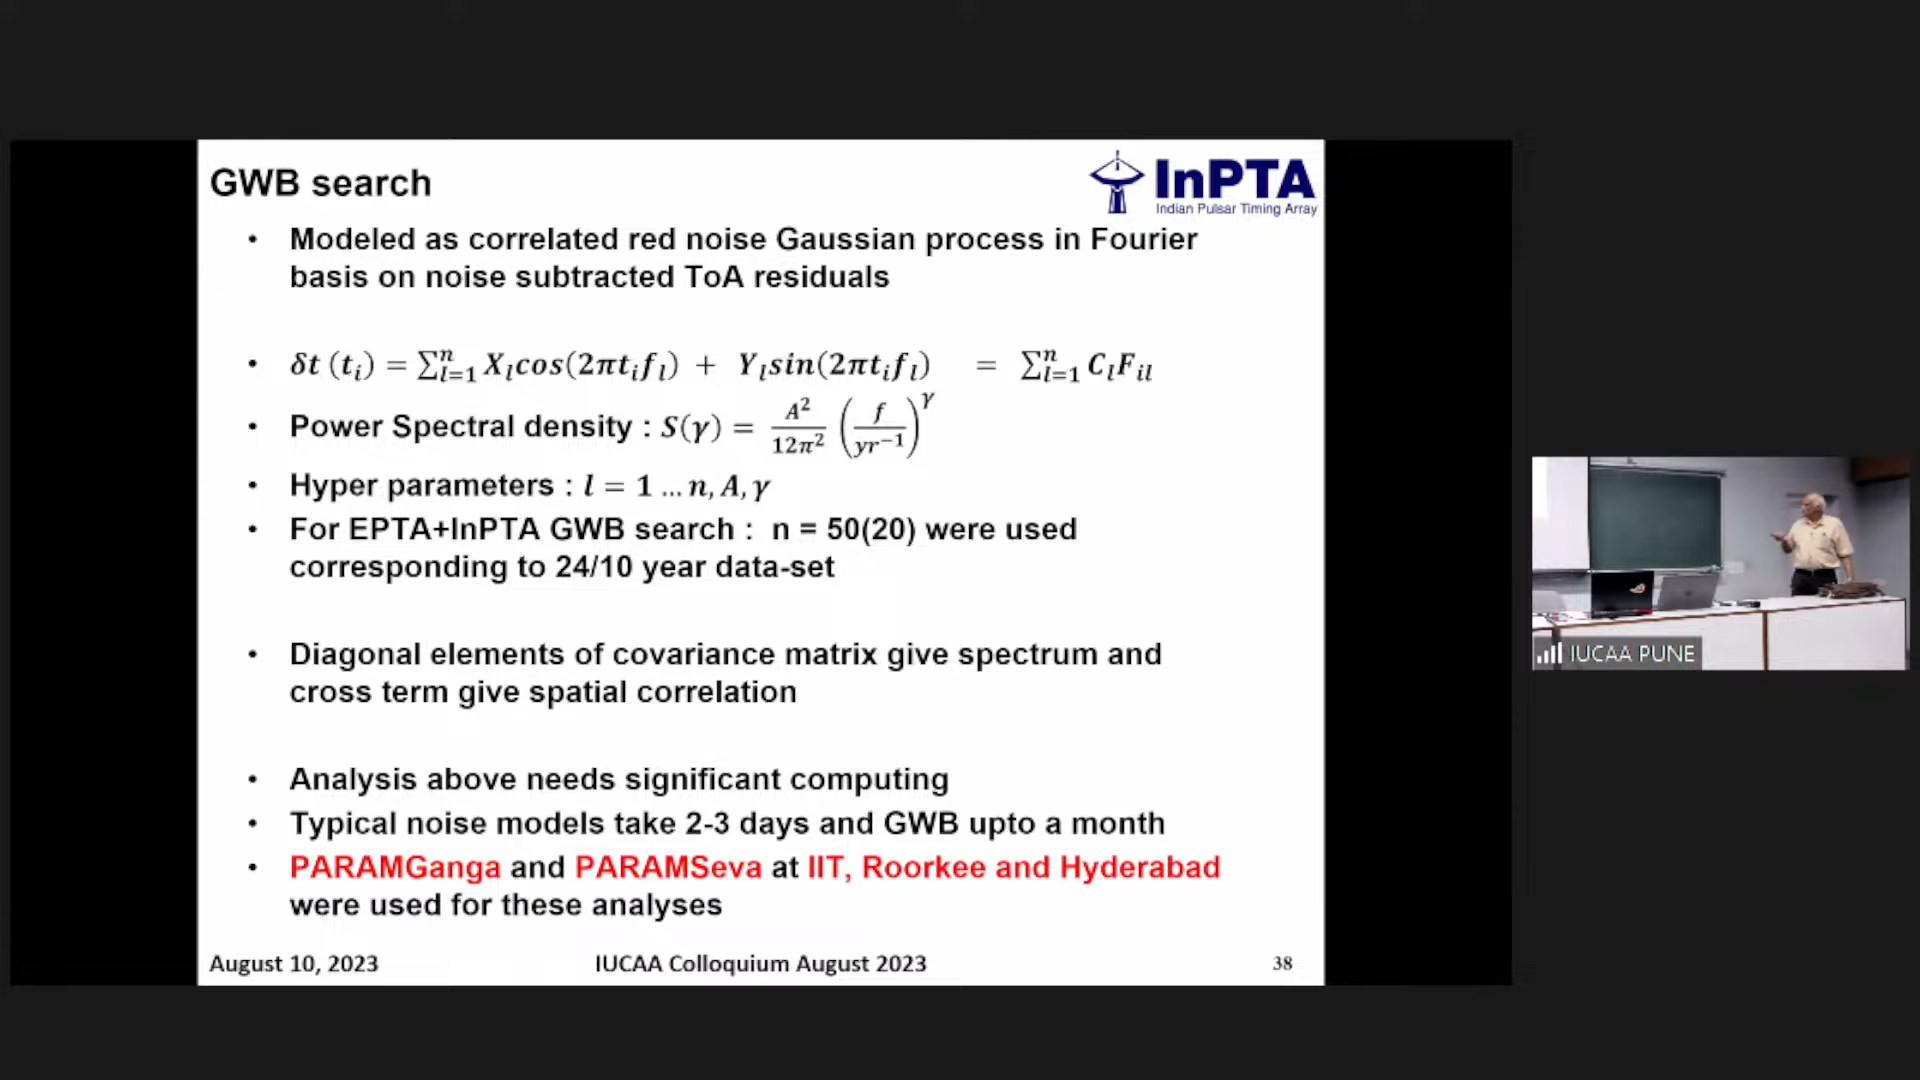 GWB search
InPTA
Indian Pulsar Timing Array
• Modeled as correlated red noise Gaussian process in Fourier
basis on noise subtracted ToA residuals
• δt (tᵢ) = ∑ⁿₗ₌₁ Xₗcos(2πtᵢfₗ) + Yₗsin(2πtᵢfₗ) = ∑ⁿₗ₌₁ CₗFᵢₗ
• Power Spectral density : S(γ) = A²/12π² (f/yr⁻¹)^γ
• Hyper parameters : l = 1 … n, A, γ
• For EPTA+InPTA GWB search : n = 50(20) were used
corresponding to 24/10 year data-set
• Diagonal elements of covariance matrix give spectrum and
cross term give spatial correlation
• Analysis above needs significant computing
• Typical noise models take 2-3 days and GWB upto a month
• PARAMGanga and PARAMSeva at IIT, Roorkee and Hyderabad
were used for these analyses
August 10, 2023 IUCAA Colloquium August 2023 38
IUCAA PUNE